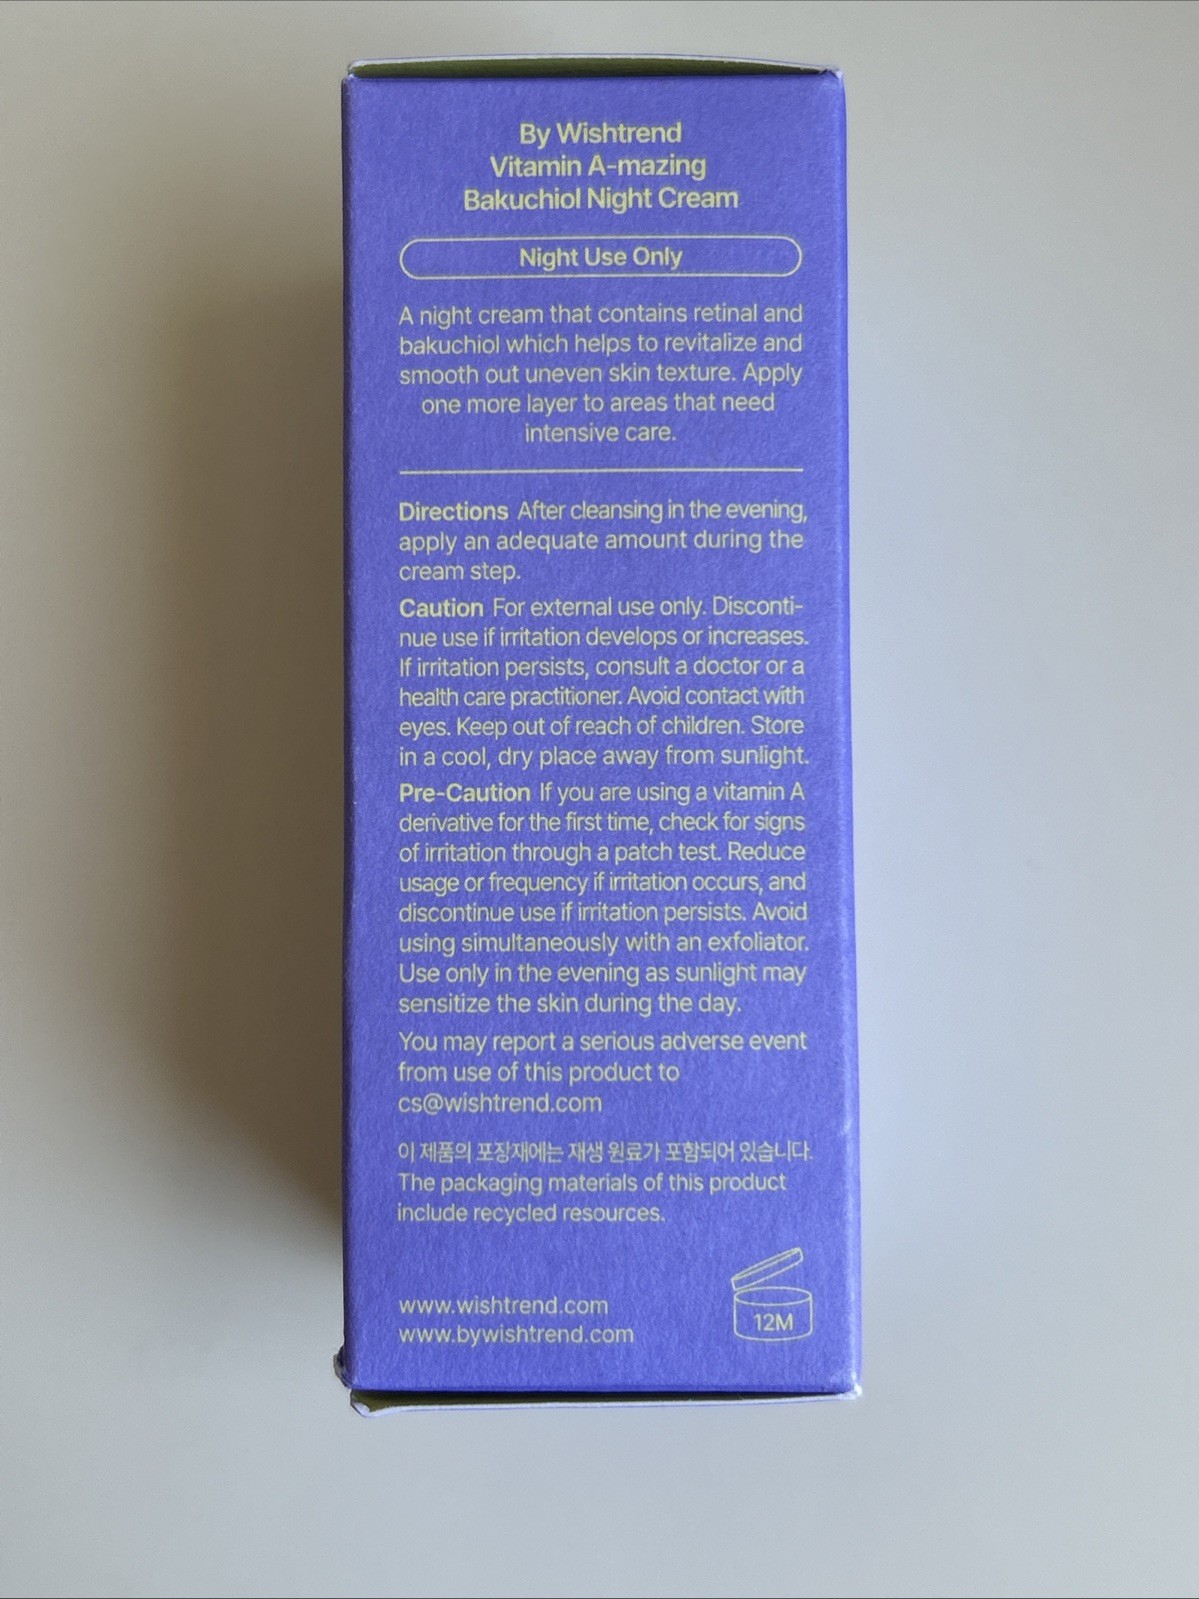 By Wishtrend
Vitamin A-mazing
Bakuchiol Night Cream
Night Use Only
A night cream that contains retinal and
bakuchiol which helps to revitalize and
smooth out uneven skin texture. Apply
one more layer to areas that need
intensive care.
Directions After cleansing in the evening,
apply an adequate amount during the
cream step.
Caution For external use only. Disconti-
nue use if irritation develops or increases.
If irritation persists, consult a doctor or a
health care practitioner. Avoid contact with
eyes. Keep out of reach of children. Store
in a cool, dry place away from sunlight.
Pre-Caution If you are using a vitamin A
derivative for the first time, check for signs
of irritation through a patch test. Reduce
usage or frequency if irritation occurs, and
discontinue use if irritation persists. Avoid
using simultaneously with an exfoliator.
Use only in the evening as sunlight may
sensitize the skin during the day.
You may report a serious adverse event
from use of this product to
cs@wishtrend.com
이 제품의 포장재에는 재생 원료가 포함되어 있습니다.
The packaging materials of this product
include recycled resources.
www.wishtrend.com
www.bywishtrend.com
12M